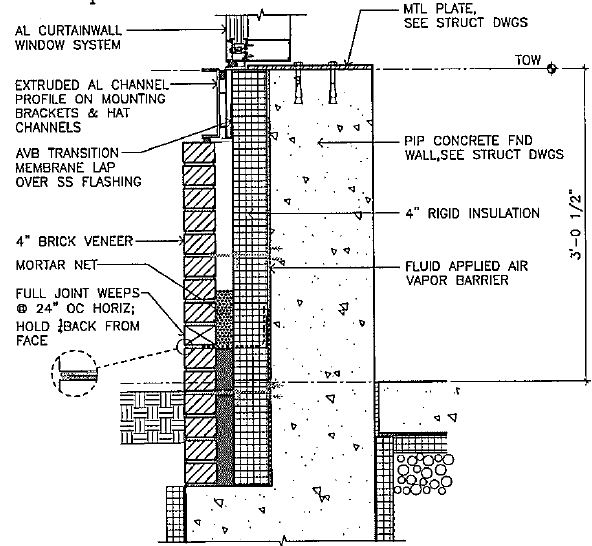 MTL PLATE,
SEE STRUCT DWGS
AL CURTAINWALL
WINDOW SYSTEM
TOW
EXTRUDED AL CHANNEL
PROFILE ON MOUNTING
BRACKETS & HAT
CHANNELS
PIP CONCRETE FND
WALL,SEE STRUCT DWGS
AVB TRANSITION
MEMBRANE LAP
OVER SS FLASHING
4" RIGID INSULATION
3'-0 1/2"
4" BRICK VENEER
MORTAR NET
FLUID APPLIED AIR
VAPOR BARRIER
FULL JOINT WEEPS
@ 24" OC HORIZ;
HOLD BACK FROM
FACE